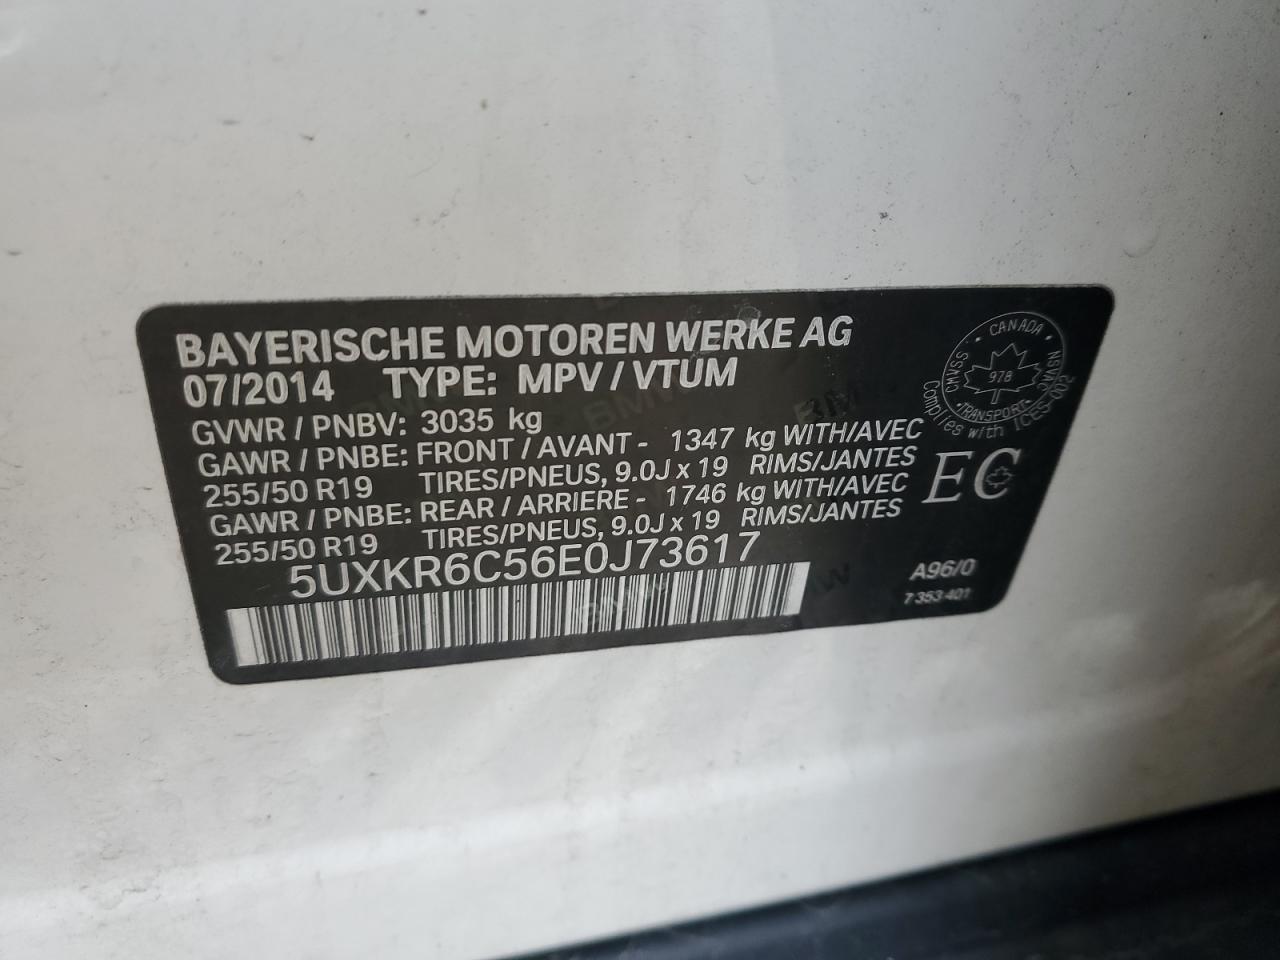 BAYERISCHE MOTOREN WERKE AG
07/2014 TYPE: MPV / VTUM
GVWR / PNBV: 3035 kg
GAWR / PNBE: FRONT / AVANT - 1347 kg WITH/AVEC
255/50 R19 TIRES/PNEUS, 9.0J x 19 RIMS/JANTES
GAWR / PNBE: REAR / ARRIERE - 1746 kg WITH/AVEC
255/50 R19 TIRES/PNEUS, 9.0J x 19 RIMS/JANTES
5UXKR6C56E0J73617
CANADA
978
TRANSPORT
Complies with ICES-002
EC
A96/0
7 353 401
BMW